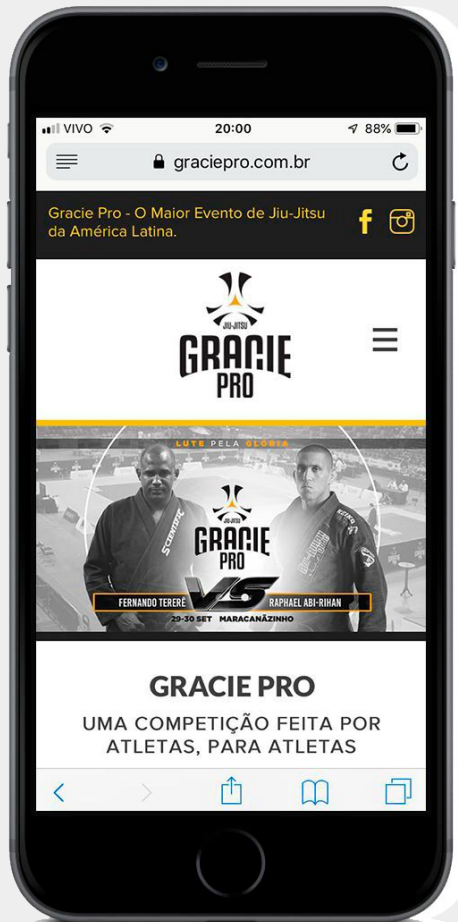 VIVO 20:00 88%
graciepro.com.br
Gracie Pro - O Maior Evento de Jiu-Jitsu
da América Latina.
JIU-JITSU
GRACIE
PRO
LUTE PELA GLÓRIA
SCIENTIFIC
JIU-JITSU
GRACIE
PRO
FERNANDO TERERÊ VS RAPHAEL ABI-RIHAN
29-30 SET MARACANÃZINHO
GRACIE PRO
UMA COMPETIÇÃO FEITA POR
ATLETAS, PARA ATLETAS